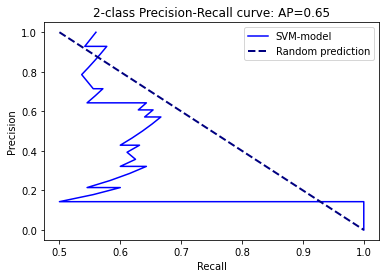 2-class Precision-Recall curve: AP=0.65
SVM-model
Random prediction
1.0
0.8
0.6
0.4
0.2
0.0
Precision
0.5
0.6
0.7
0.8
0.9
1.0
Recall